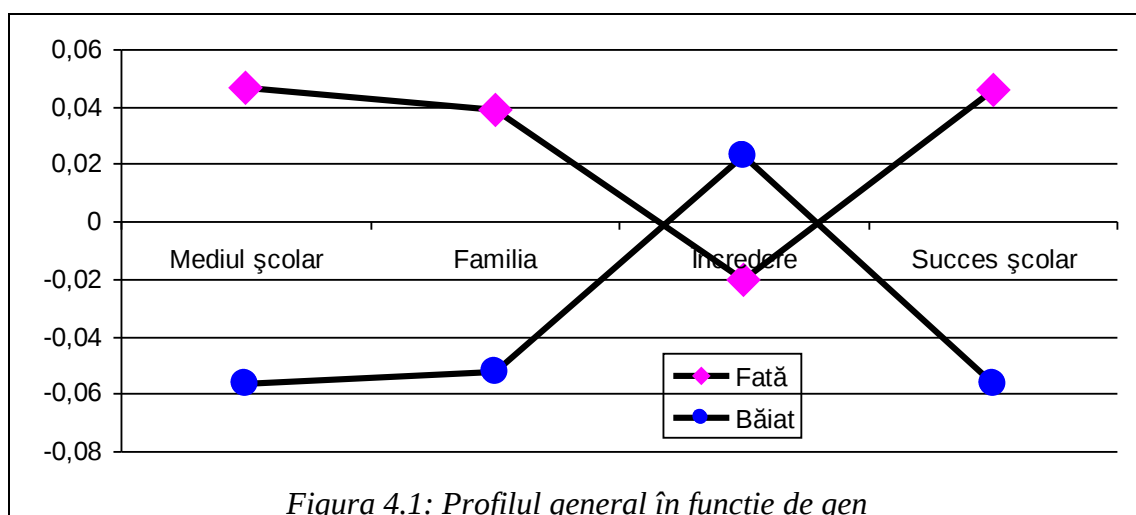 0,06
0,04
0,02
0
-0,02
-0,04
-0,06
-0,08
Mediul şcolar Familia Încredere Succes şcolar
Fată
Băiat
Figura 4.1: Profilul general în funcţie de gen